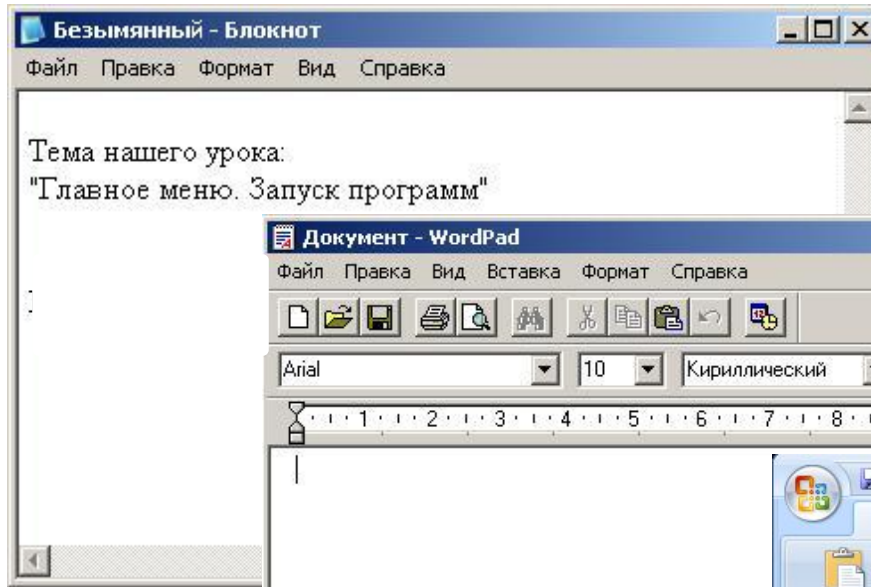 Безымянный - Блокнот
Файл Правка Формат Вид Справка
Тема нашего урока:
"Главное меню. Запуск программ"
Документ - WordPad
Файл Правка Вид Вставка Формат Справка
Arial 10 Кириллический
1 2 3 4 5 6 7 8